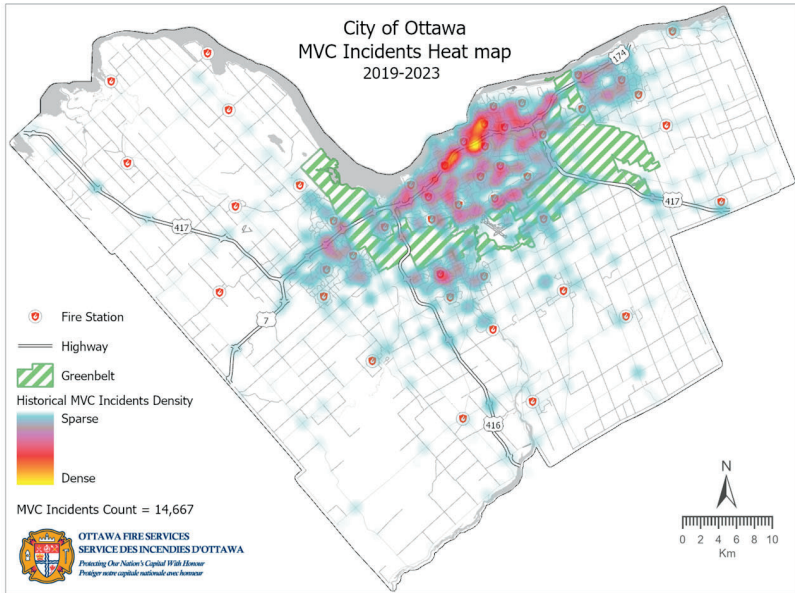 City of Ottawa
MVC Incidents Heat map
2019-2023
174
417
417
7
416
Fire Station
Highway
Greenbelt
Historical MVC Incidents Density
Sparse
Dense
MVC Incidents Count = 14,667
OTTAWA FIRE SERVICES
SERVICE DES INCENDIES D'OTTAWA
Protecting Our Nation's Capital With Honour
Protéger notre capitale nationale avec honneur
N
0 2 4 6 8 10
Km